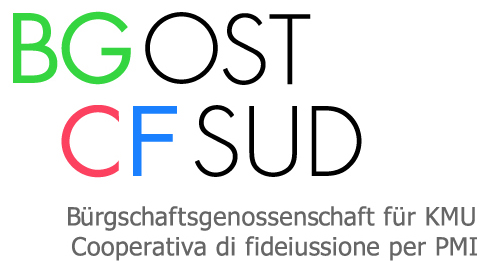 BG OST
CF SUD
Bürgschaftsgenossenschaft für KMU
Cooperativa di fideiussione per PMI